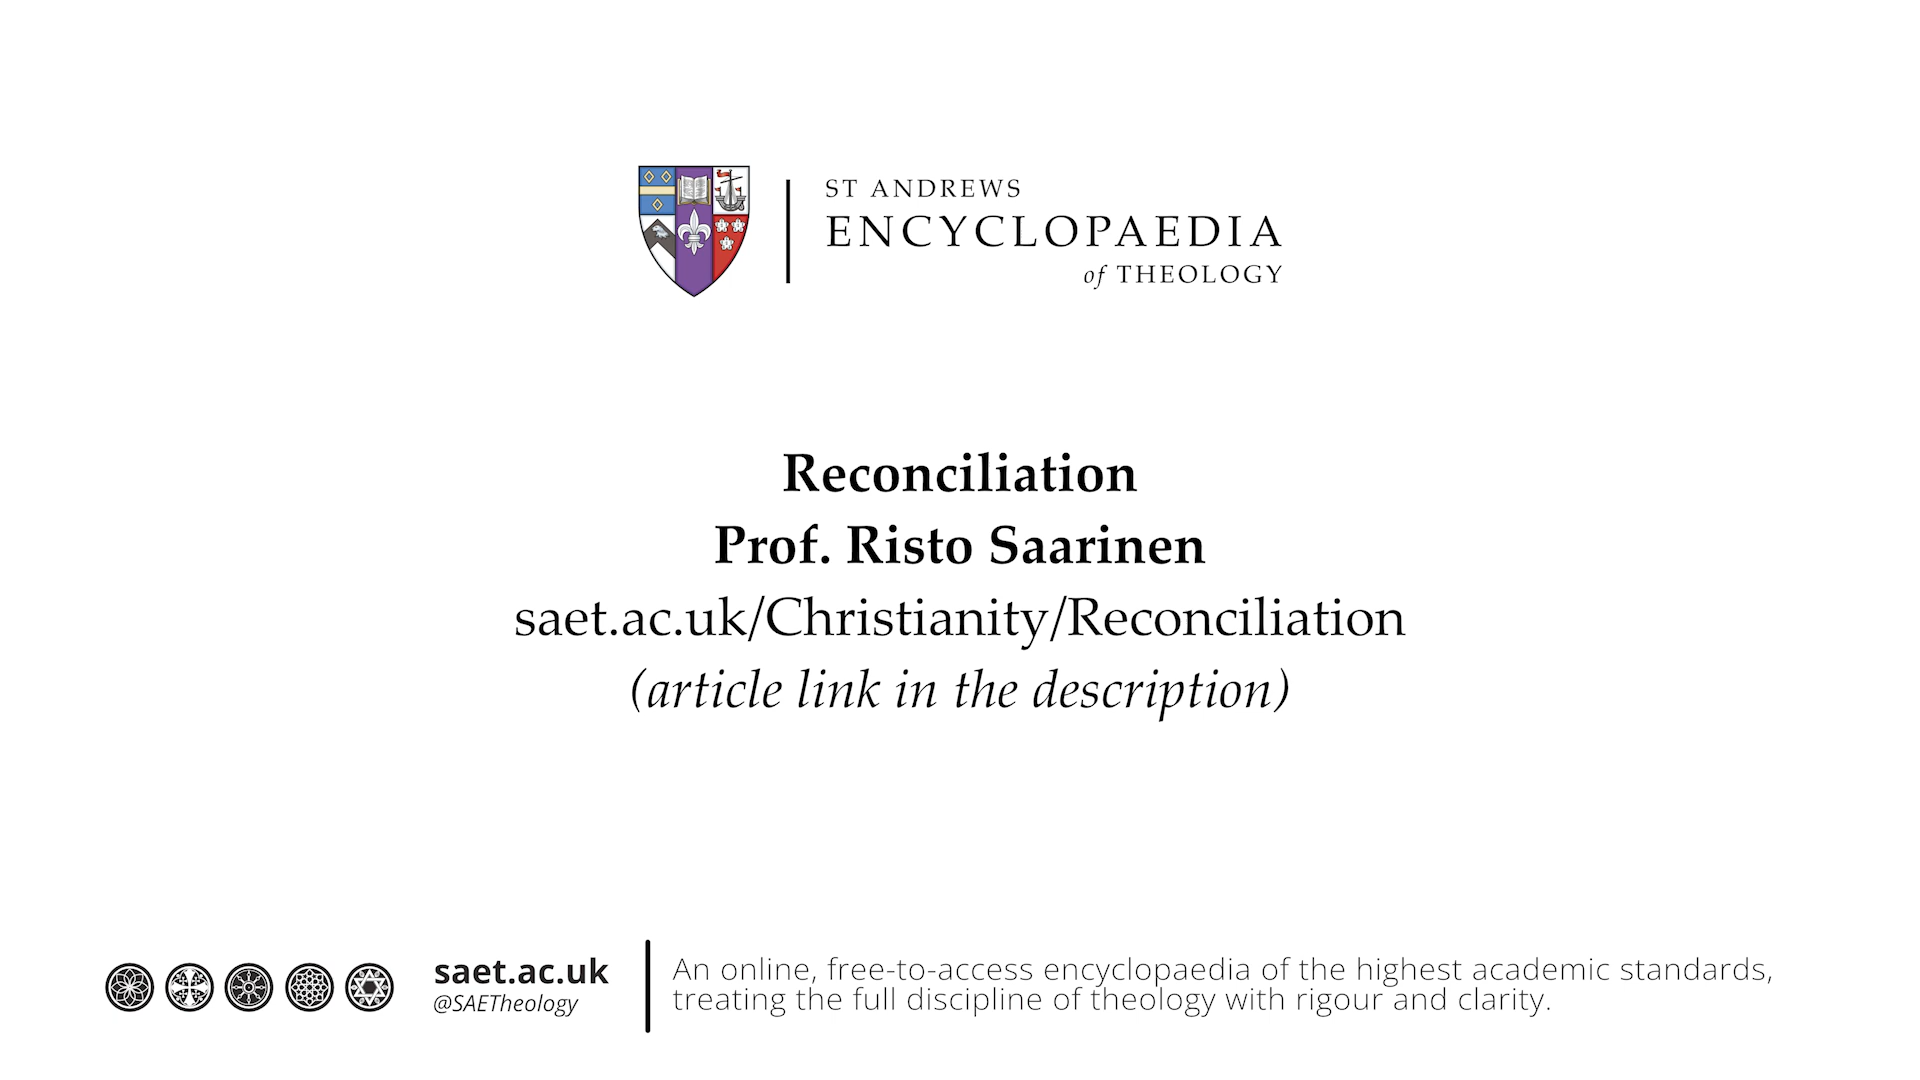 ST ANDREWS
ENCYCLOPAEDIA
of THEOLOGY
Reconciliation
Prof. Risto Saarinen
saet.ac.uk/Christianity/Reconciliation
(article link in the description)
saet.ac.uk
@SAETheology
An online, free-to-access encyclopaedia of the highest academic standards,
treating the full discipline of theology with rigour and clarity.